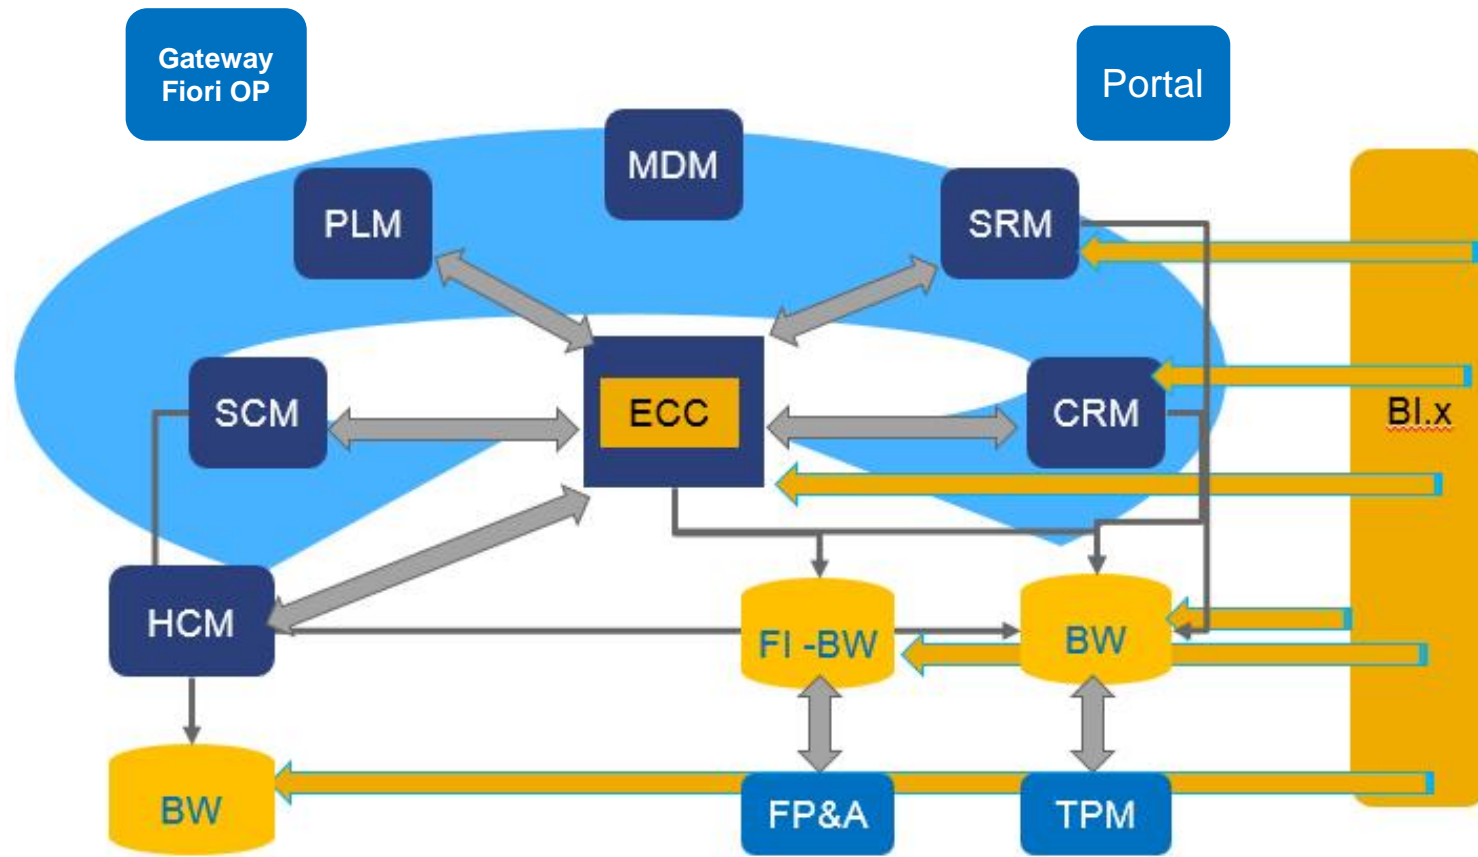 Gateway
Fiori OP
Portal
MDM
PLM
SRM
SCM
ECC
CRM
BI.x
HCM
FI -BW
BW
BW
FP&A
TPM